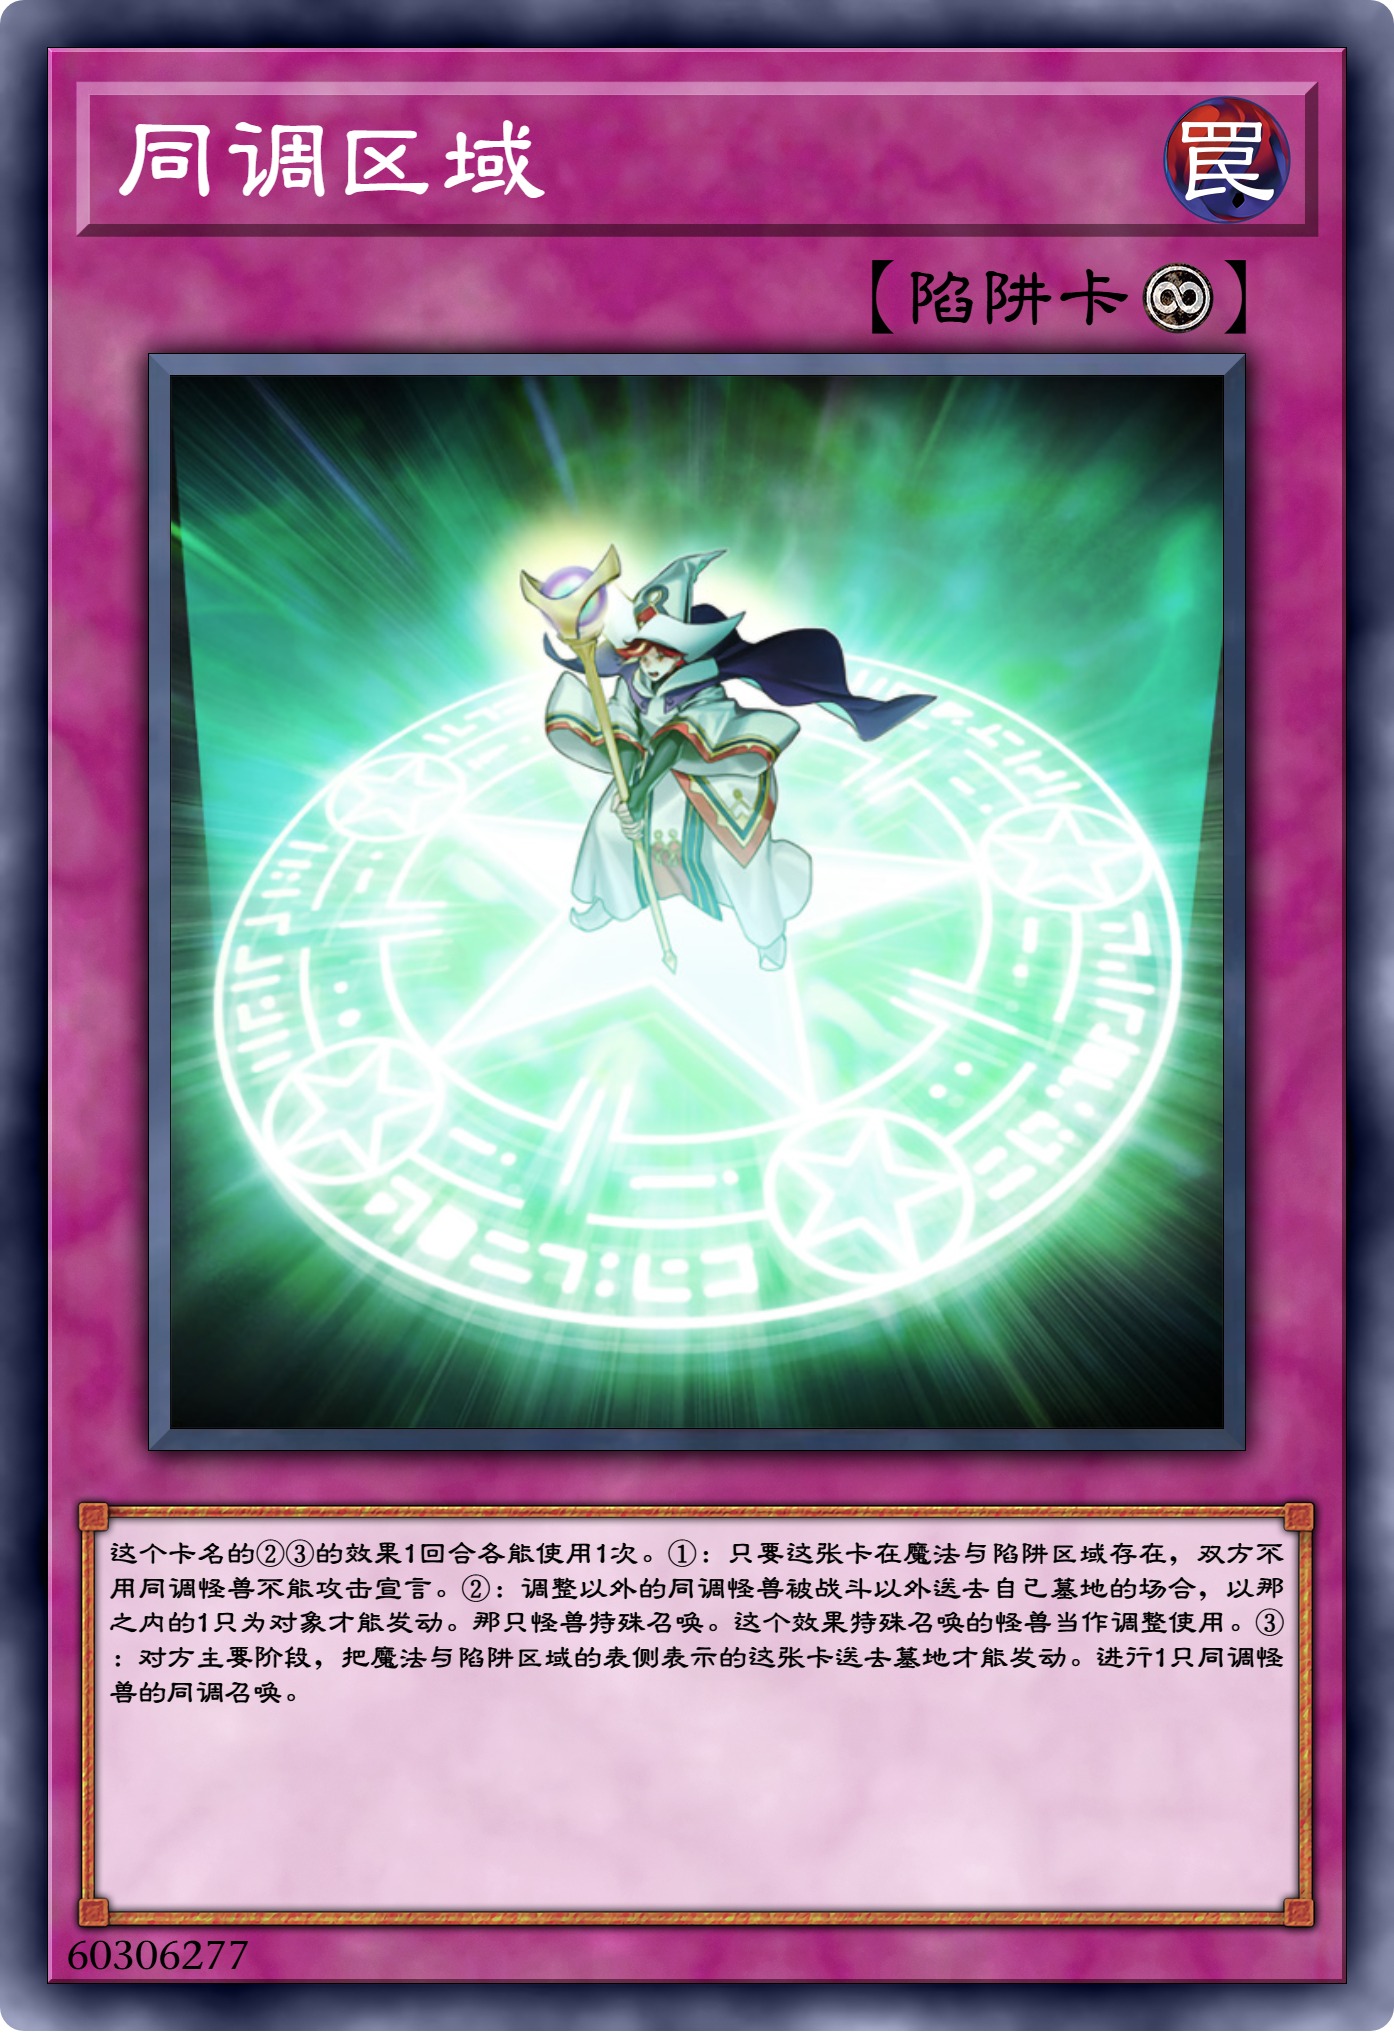 同调区域
罠
【陷阱卡】
这个卡名的②③的效果1回合各能使用1次。①：只要这张卡在魔法与陷阱区域存在，双方不
用同调怪兽不能攻击宣言。②：调整以外的同调怪兽被战斗以外送去自己墓地的场合，以那
之内的1只为对象才能发动。那只怪兽特殊召唤。这个效果特殊召唤的怪兽当作调整使用。③
：对方主要阶段，把魔法与陷阱区域的表侧表示的这张卡送去墓地才能发动。进行1只同调怪
兽的同调召唤。
60306277